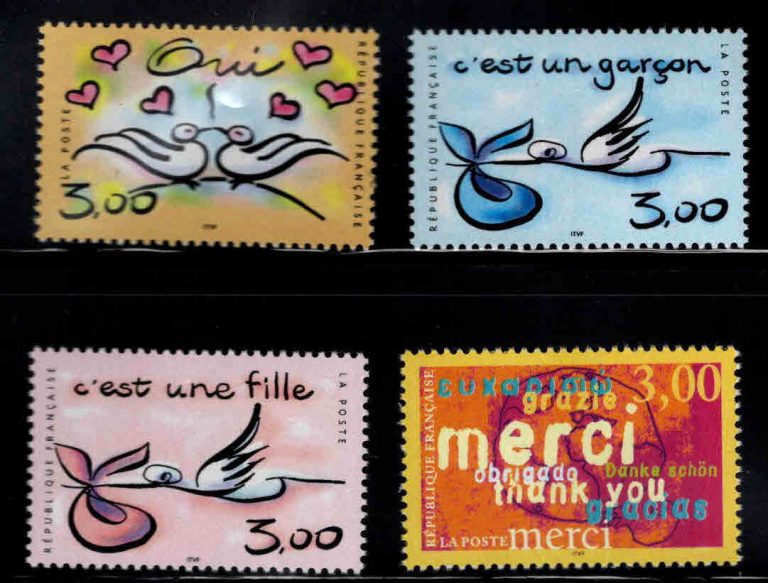 Oui
LA POSTE
RÉPUBLIQUE FRANÇAISE
3,00
ITVF
c'est un garçon
RÉPUBLIQUE FRANÇAISE
LA POSTE
3,00
ITVF
c'est une fille
RÉPUBLIQUE FRANÇAISE
LA POSTE
3,00
ITVF
3,00
grazie
RÉPUBLIQUE FRANÇAISE
merci
obrigado
Danke schön
thank you
gracias
LA POSTE merci
ITVF